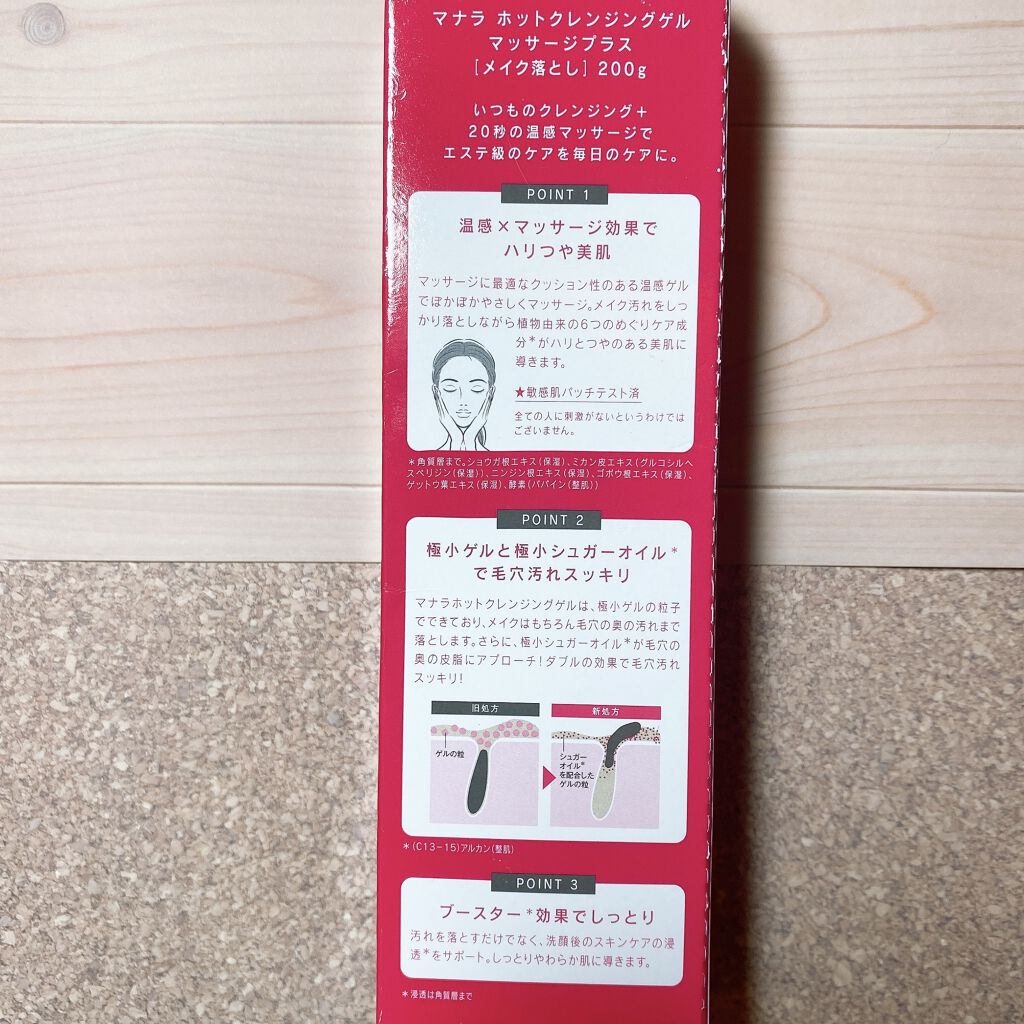 マナラ ホットクレンジングゲル
マッサージプラス
[メイク落とし] 200g
いつものクレンジング+
20秒の温感マッサージで
エステ級のケアを毎日のケアに。
POINT 1
温感×マッサージ効果で
ハリつや美肌
マッサージに最適なクッション性のある温感ゲル
でぽかぽかやさしくマッサージ。メイク汚れをしっ
かり落としながら植物由来の6つのめぐりケア成
分*がハリとつやのある美肌に
導きます。
★敏感肌パッチテスト済
全ての人に刺激がないというわけでは
ございません。
*角質層まで。ショウガ根エキス(保湿)、ミカン皮エキス(グルコシルヘ
スペリジン(保湿))、ニンジン根エキス(保湿)、ゴボウ根エキス(保湿)、
ゲットウ葉エキス(保湿)、酵素(パパイン(整肌))
POINT 2
極小ゲルと極小シュガーオイル*
で毛穴汚れスッキリ
マナラホットクレンジングゲルは、極小ゲルの粒子
でできており、メイクはもちろん毛穴の奥の汚れまで
落とします。さらに、極小シュガーオイル*が毛穴の
奥の皮脂にアプローチ!ダブルの効果で毛穴汚れ
スッキリ!
旧処方
ゲルの粒
新処方
シュガー
オイル*
を配合した
ゲルの粒
*(C13-15)アルカン(整肌)
POINT 3
ブースター*効果でしっとり
汚れを落とすだけでなく、洗顔後のスキンケアの浸
透*をサポート。しっとりやわらか肌に導きます。
*浸透は角質層まで